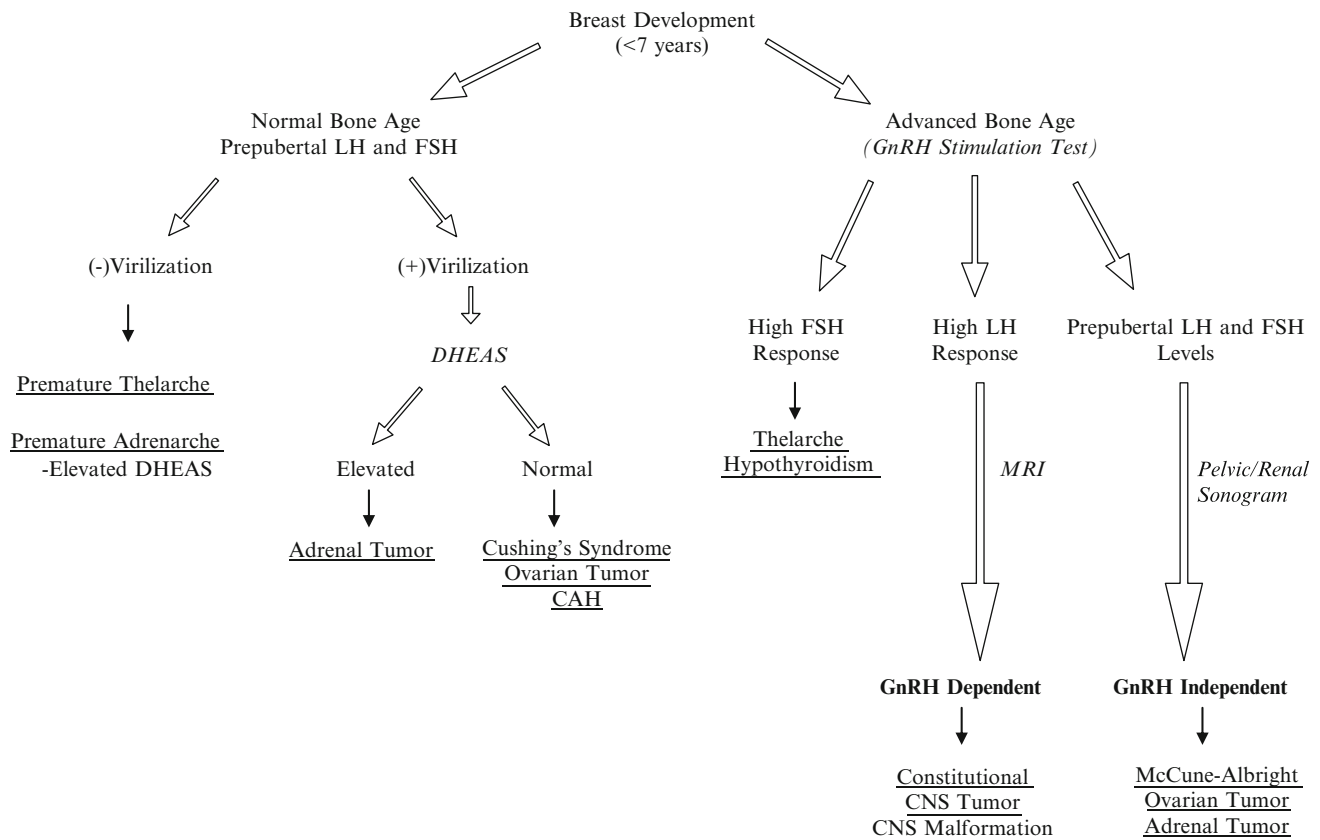 Breast Development
(<7 years)
Normal Bone Age
Prepubertal LH and FSH
Advanced Bone Age
(GnRH Stimulation Test)
(-)Virilization
(+)Virilization
DHEAS
Premature Thelarche
Premature Adrenarche
-Elevated DHEAS
Elevated
Normal
Adrenal Tumor
Cushing's Syndrome
Ovarian Tumor
CAH
High FSH
Response
High LH
Response
Prepubertal LH and FSH
Levels
Thelarche
Hypothyroidism
MRI
Pelvic/Renal
Sonogram
GnRH Dependent
GnRH Independent
Constitutional
CNS Tumor
CNS Malformation
McCune-Albright
Ovarian Tumor
Adrenal Tumor